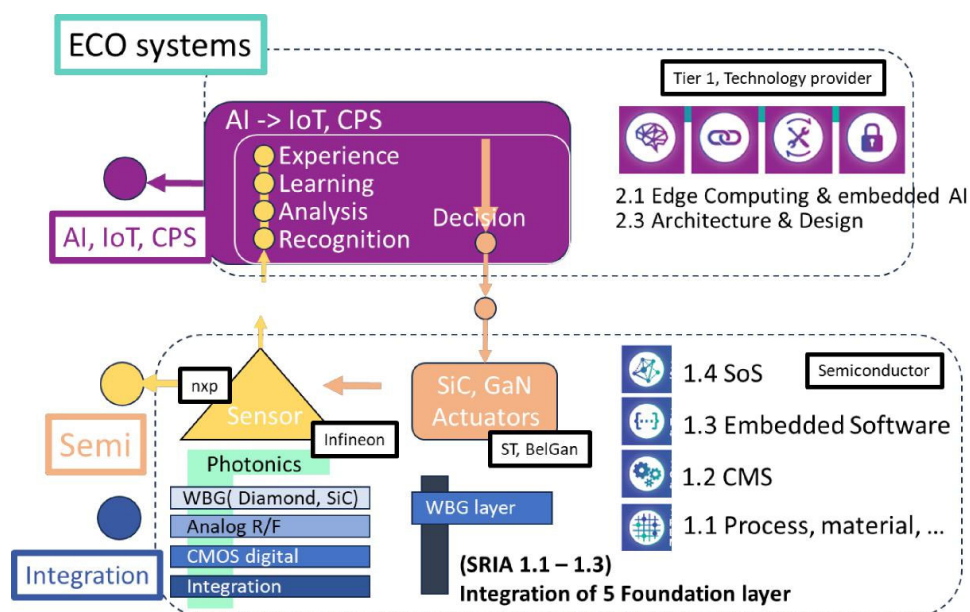 ECO systems
Tier 1, Technology provider
AI -> IoT, CPS
Experience
Learning
Analysis
Recognition
Decision
AI, IoT, CPS
2.1 Edge Computing & embedded AI
2.3 Architecture & Design
nxp
Sensor
Infineon
SiC, GaN
Actuators
ST, BelGan
Semi
Semiconductor
1.4 SoS
1.3 Embedded Software
1.2 CMS
1.1 Process, material, ...
Photonics
WBG( Diamond, SiC)
Analog R/F
CMOS digital
Integration
WBG layer
Integration
(SRIA 1.1 – 1.3)
Integration of 5 Foundation layer